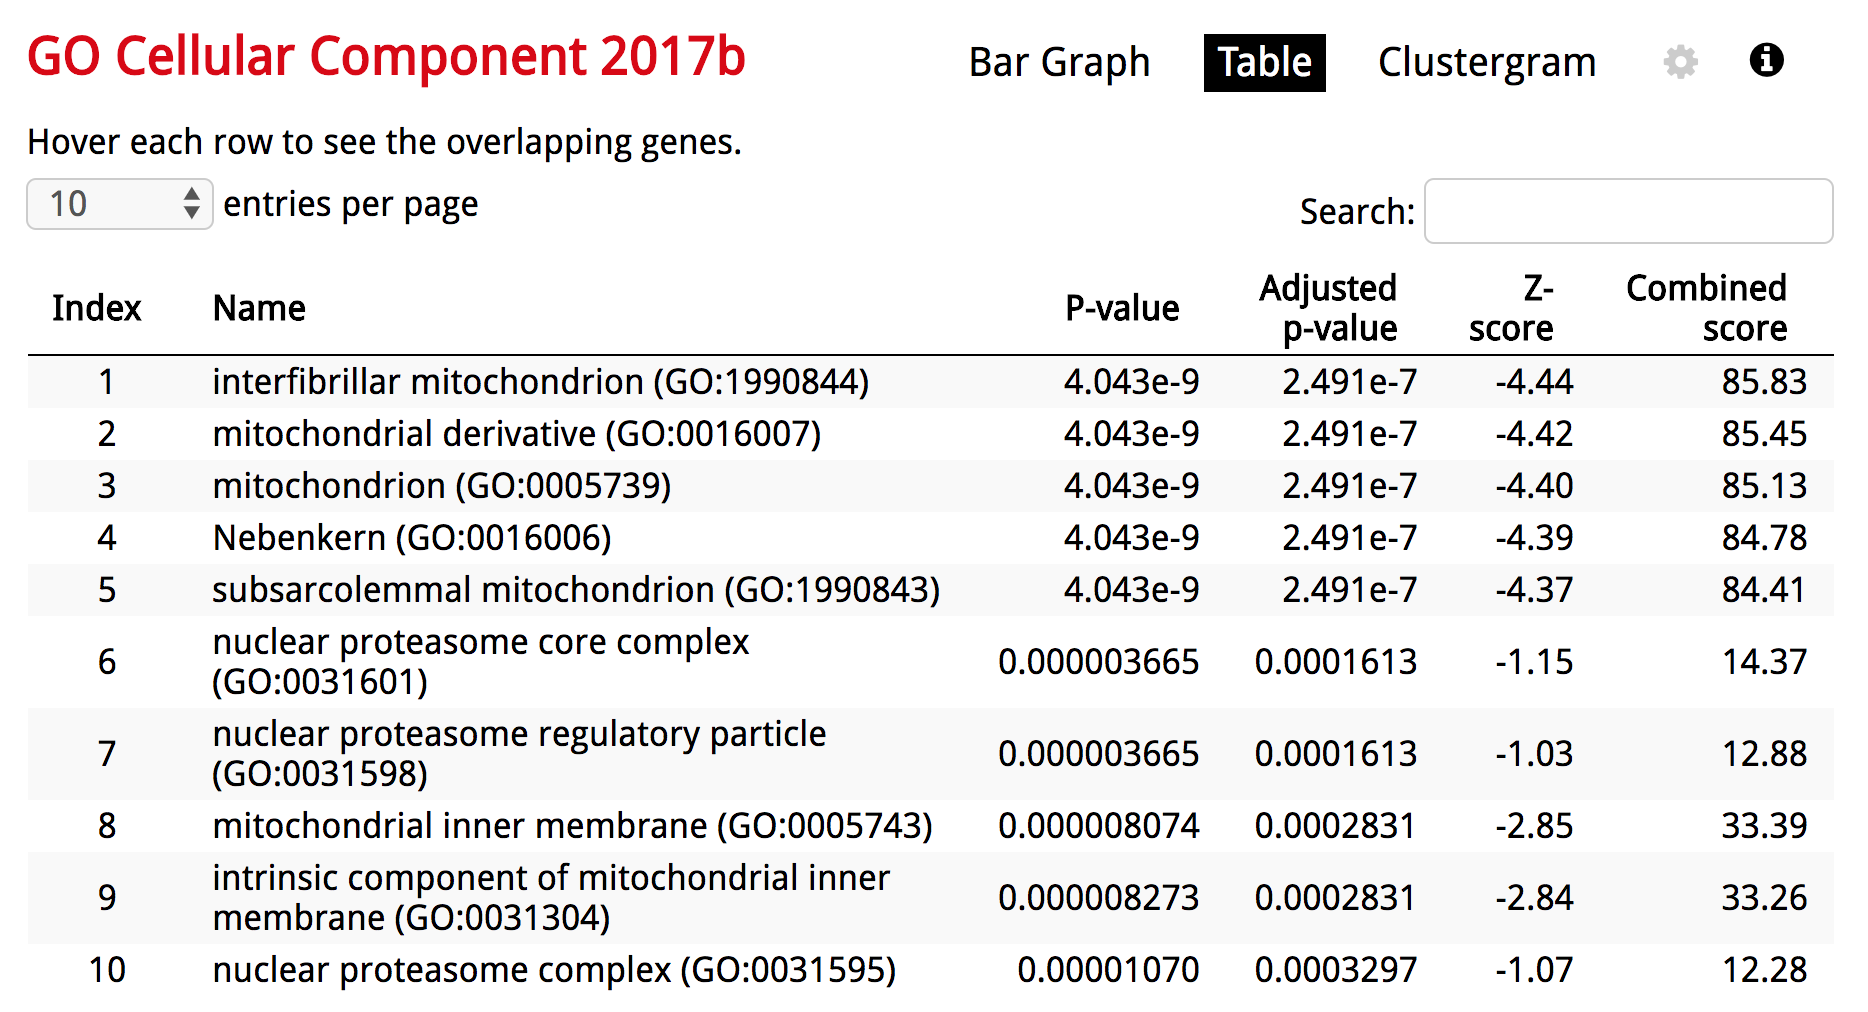 GO Cellular Component 2017b
Bar Graph Table Clustergram
Hover each row to see the overlapping genes.
10 entries per page
Search:
Index Name P-value Adjusted p-value Z-score Combined score
1 interfibrillar mitochondrion (GO:1990844) 4.043e-9 2.491e-7 -4.44 85.83
2 mitochondrial derivative (GO:0016007) 4.043e-9 2.491e-7 -4.42 85.45
3 mitochondrion (GO:0005739) 4.043e-9 2.491e-7 -4.40 85.13
4 Nebenkern (GO:0016006) 4.043e-9 2.491e-7 -4.39 84.78
5 subsarcolemmal mitochondrion (GO:1990843) 4.043e-9 2.491e-7 -4.37 84.41
6 nuclear proteasome core complex (GO:0031601) 0.000003665 0.0001613 -1.15 14.37
7 nuclear proteasome regulatory particle (GO:0031598) 0.000003665 0.0001613 -1.03 12.88
8 mitochondrial inner membrane (GO:0005743) 0.000008074 0.0002831 -2.85 33.39
9 intrinsic component of mitochondrial inner membrane (GO:0031304) 0.000008273 0.0002831 -2.84 33.26
10 nuclear proteasome complex (GO:0031595) 0.00001070 0.0003297 -1.07 12.28